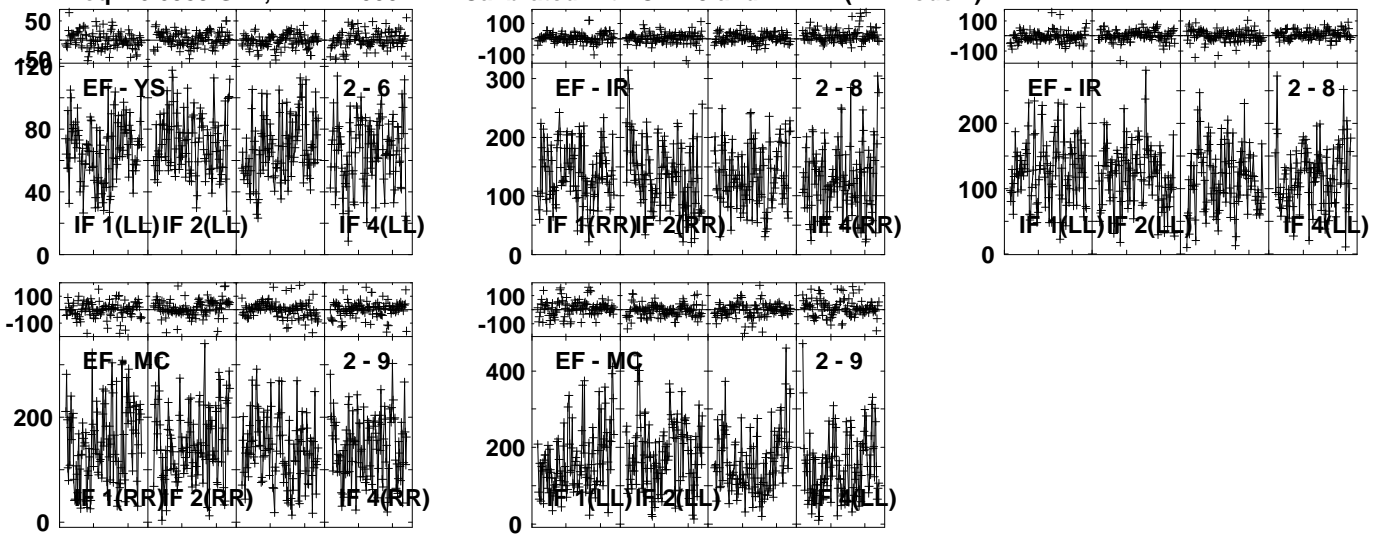 50
50
120
EF - YS 2 - 6
80
40
IF 1(LL) IF 2(LL) IF 4(LL)
0
100
-100
300
EF - IR 2 - 8
200
100
IF 1(RR) IF 2(RR) IF 4(RR)
0
100
-100
EF - IR 2 - 8
200
100
IF 1(LL) IF 2(LL) IF 4(LL)
0
100
-100
EF - MC 2 - 9
200
IF 1(RR) IF 2(RR) IF 4(RR)
0
100
-100
EF - MC 2 - 9
400
200
IF 1(LL) IF 2(LL) IF 4(LL)
0